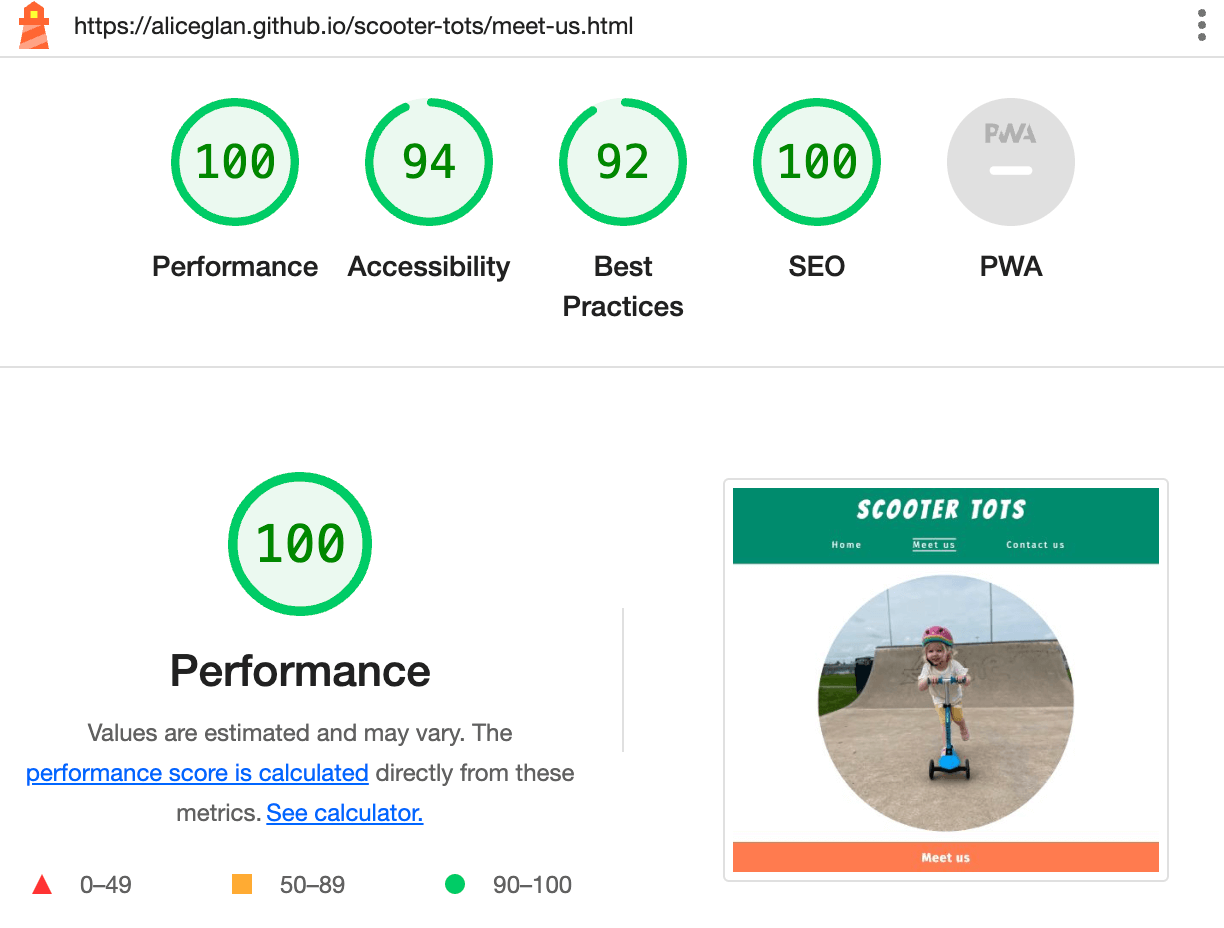 https://aliceglan.github.io/scooter-tots/meet-us.html
100
94
92
100
PWA
Performance
Accessibility
Best
Practices
SEO
PWA
100
Performance
Values are estimated and may vary. The
performance score is calculated directly from these
metrics. See calculator.
0–49
50–89
90–100
SCOOTER TOTS
Home
Meet us
Contact us
Meet us